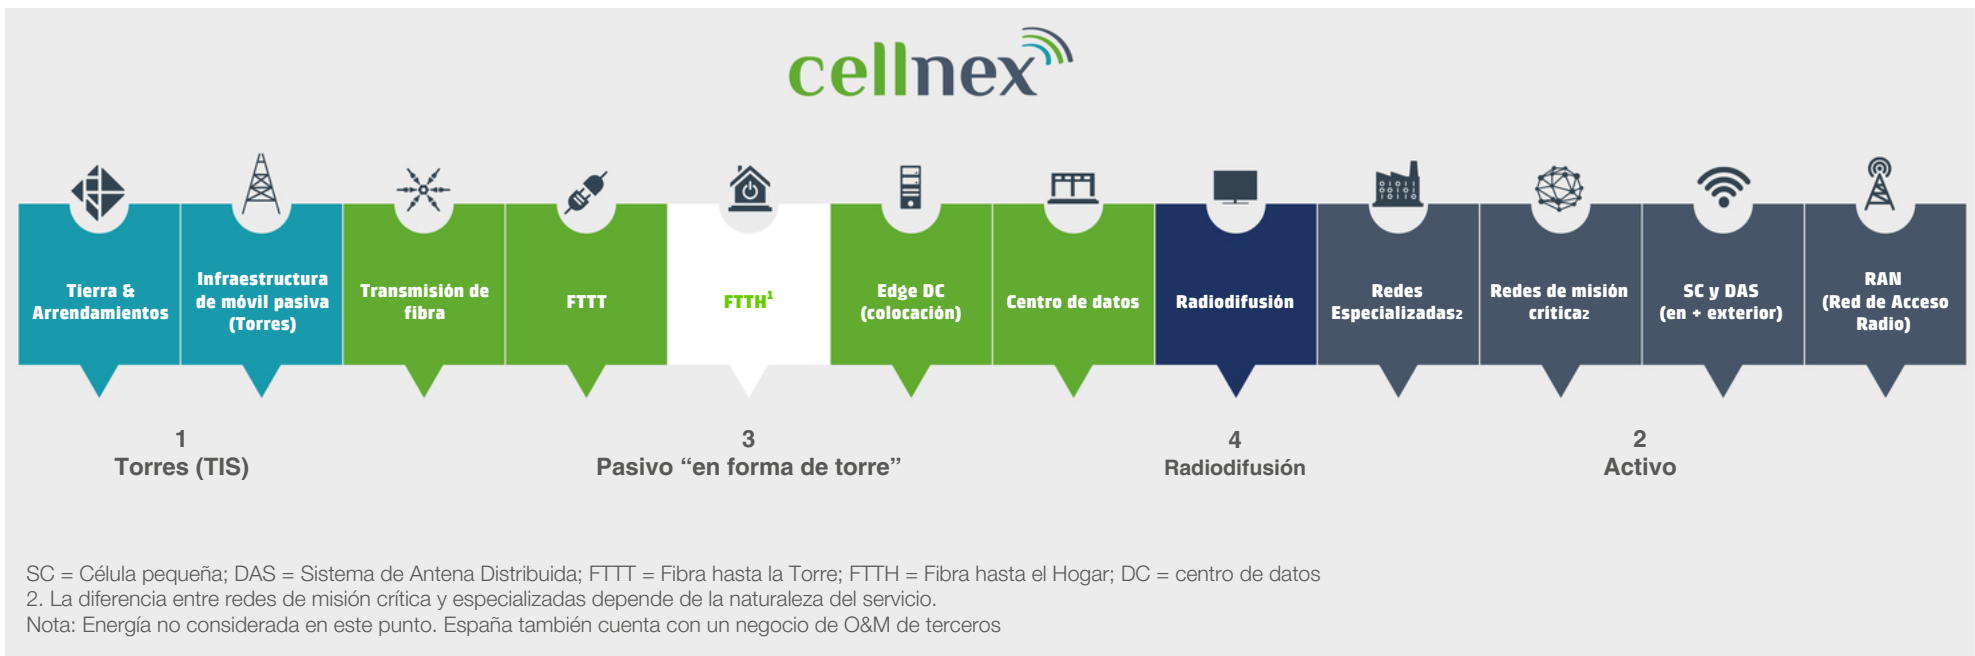 cellnex
Tierra &
Arrendamientos
Infraestructura
de móvil pasiva
(Torres)
Transmisión de
fibra
FTTT
FTTH1
Edge DC
(colocación)
Centro de datos
Radiodifusión
Redes
Especializadas2
Redes de misión
crítica2
SC y DAS
(en + exterior)
RAN
(Red de Acceso
Radio)
01011
00101
10110
1
Torres (TIS)
3
Pasivo “en forma de torre”
4
Radiodifusión
2
Activo
SC = Célula pequeña; DAS = Sistema de Antena Distribuida; FTTT = Fibra hasta la Torre; FTTH = Fibra hasta el Hogar; DC = centro de datos
2. La diferencia entre redes de misión crítica y especializadas depende de la naturaleza del servicio.
Nota: Energía no considerada en este punto. España también cuenta con un negocio de O&M de terceros